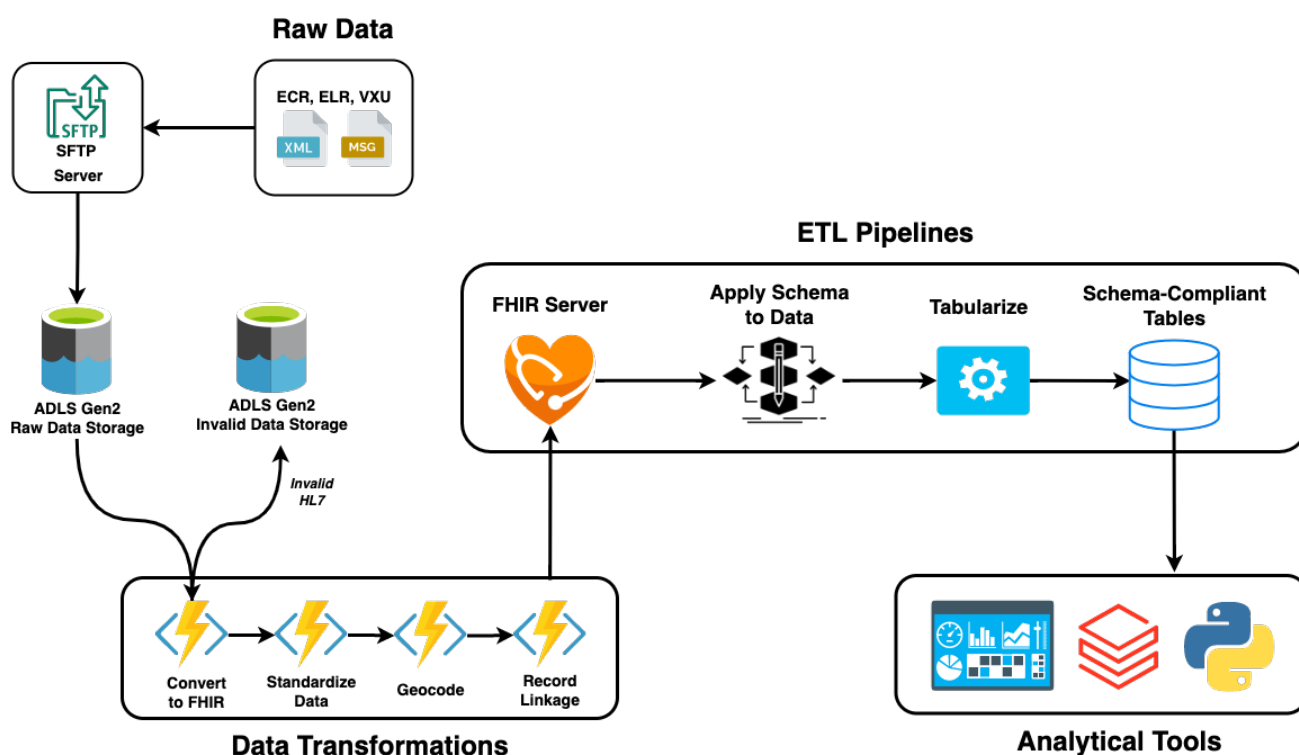 Raw Data
ECR, ELR, VXU
XML
MSG
SFTP
SFTP
Server
ADLS Gen2
Raw Data Storage
ADLS Gen2
Invalid Data Storage
Invalid
HL7
Convert
to FHIR
Standardize
Data
Geocode
Record
Linkage
Data Transformations
ETL Pipelines
FHIR Server
Apply Schema
to Data
Tabularize
Schema-Compliant
Tables
Analytical Tools